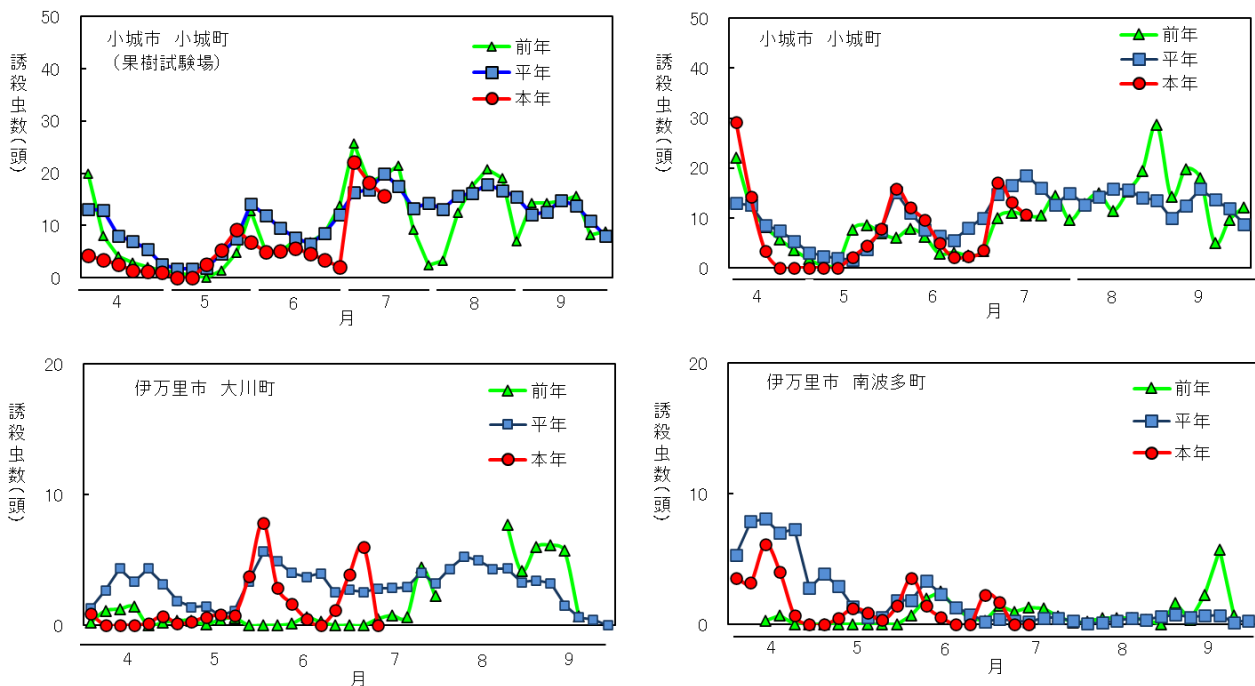 50
40
30
20
10
0
誘殺虫数(頭)
小城市 小城町
(果樹試験場)
前年
平年
本年
4 5 6 7 8 9
月
50
40
30
20
10
0
誘殺虫数(頭)
小城市 小城町
前年
平年
本年
4 5 6 7 8 9
月
20
10
0
誘殺虫数(頭)
伊万里市 大川町
前年
平年
本年
4 5 6 7 8 9
月
20
10
0
誘殺虫数(頭)
伊万里市 南波多町
前年
平年
本年
4 5 6 7 8 9
月